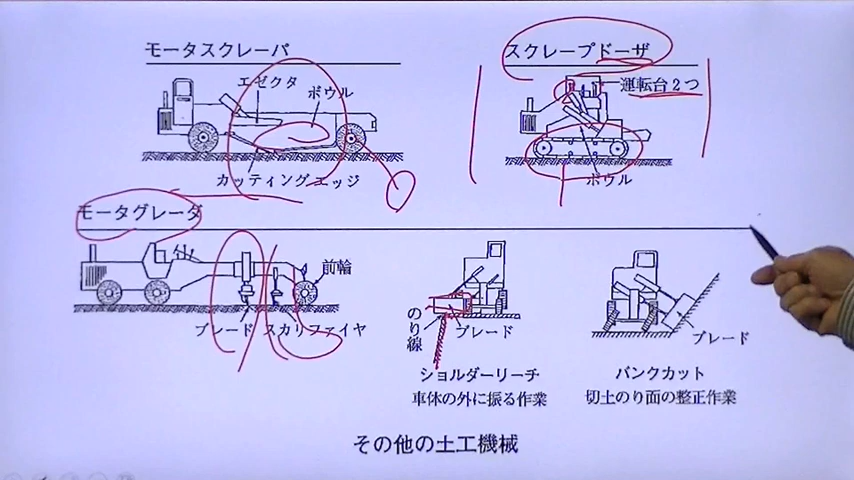 モータスクレーパ
エゼクタ
ボウル
カッティングエッジ
スクレープドーザ
運転台2つ
ボウル
モータグレーダ
前輪
ブレード スカリファイヤ
のり線
ブレード
ショルダーリーチ
車体の外に振る作業
ブレード
バンクカット
切土のり面の整正作業
その他の土工機械